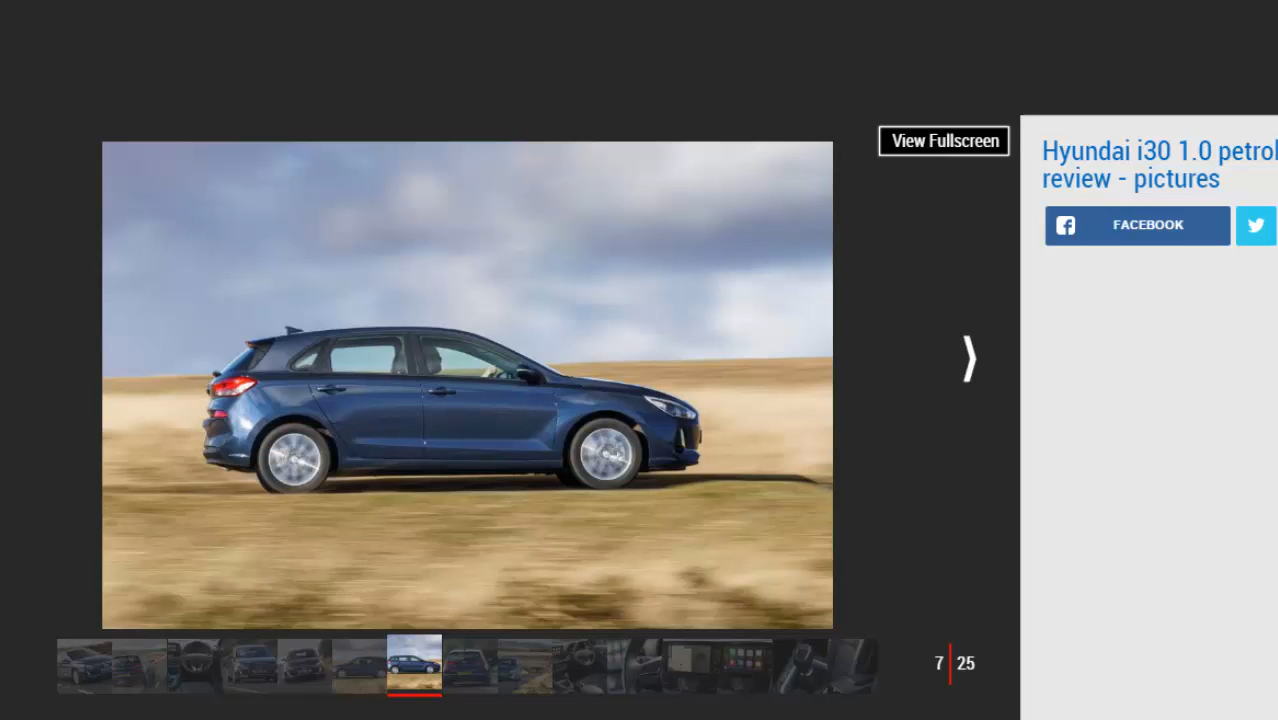 View Fullscreen
Hyundai i30 1.0 petrol
review - pictures
FACEBOOK
7 25